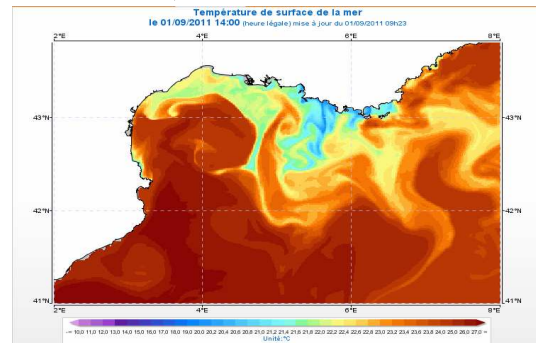 Température de surface de la mer
le 01/09/2011 14:00 (heure légale) mise à jour du 01/09/2011 09h23
2°E 4°E 6°E 8°E
43°N 43°N
42°N 42°N
41°N 41°N
2°E 4°E 6°E 8°E
10,0 11,0 12,0 13,0 14,0 15,0 16,0 17,0 18,0 19,0 20,0 20,2 20,4 20,6 20,8 21,0 21,2 21,4 21,6 21,8 22,0 22,2 22,4 22,6 22,8 23,0 23,2 23,4 23,6 23,8 24,0 24,5 25,0 25,5 26,0 27,0
Unité:°C